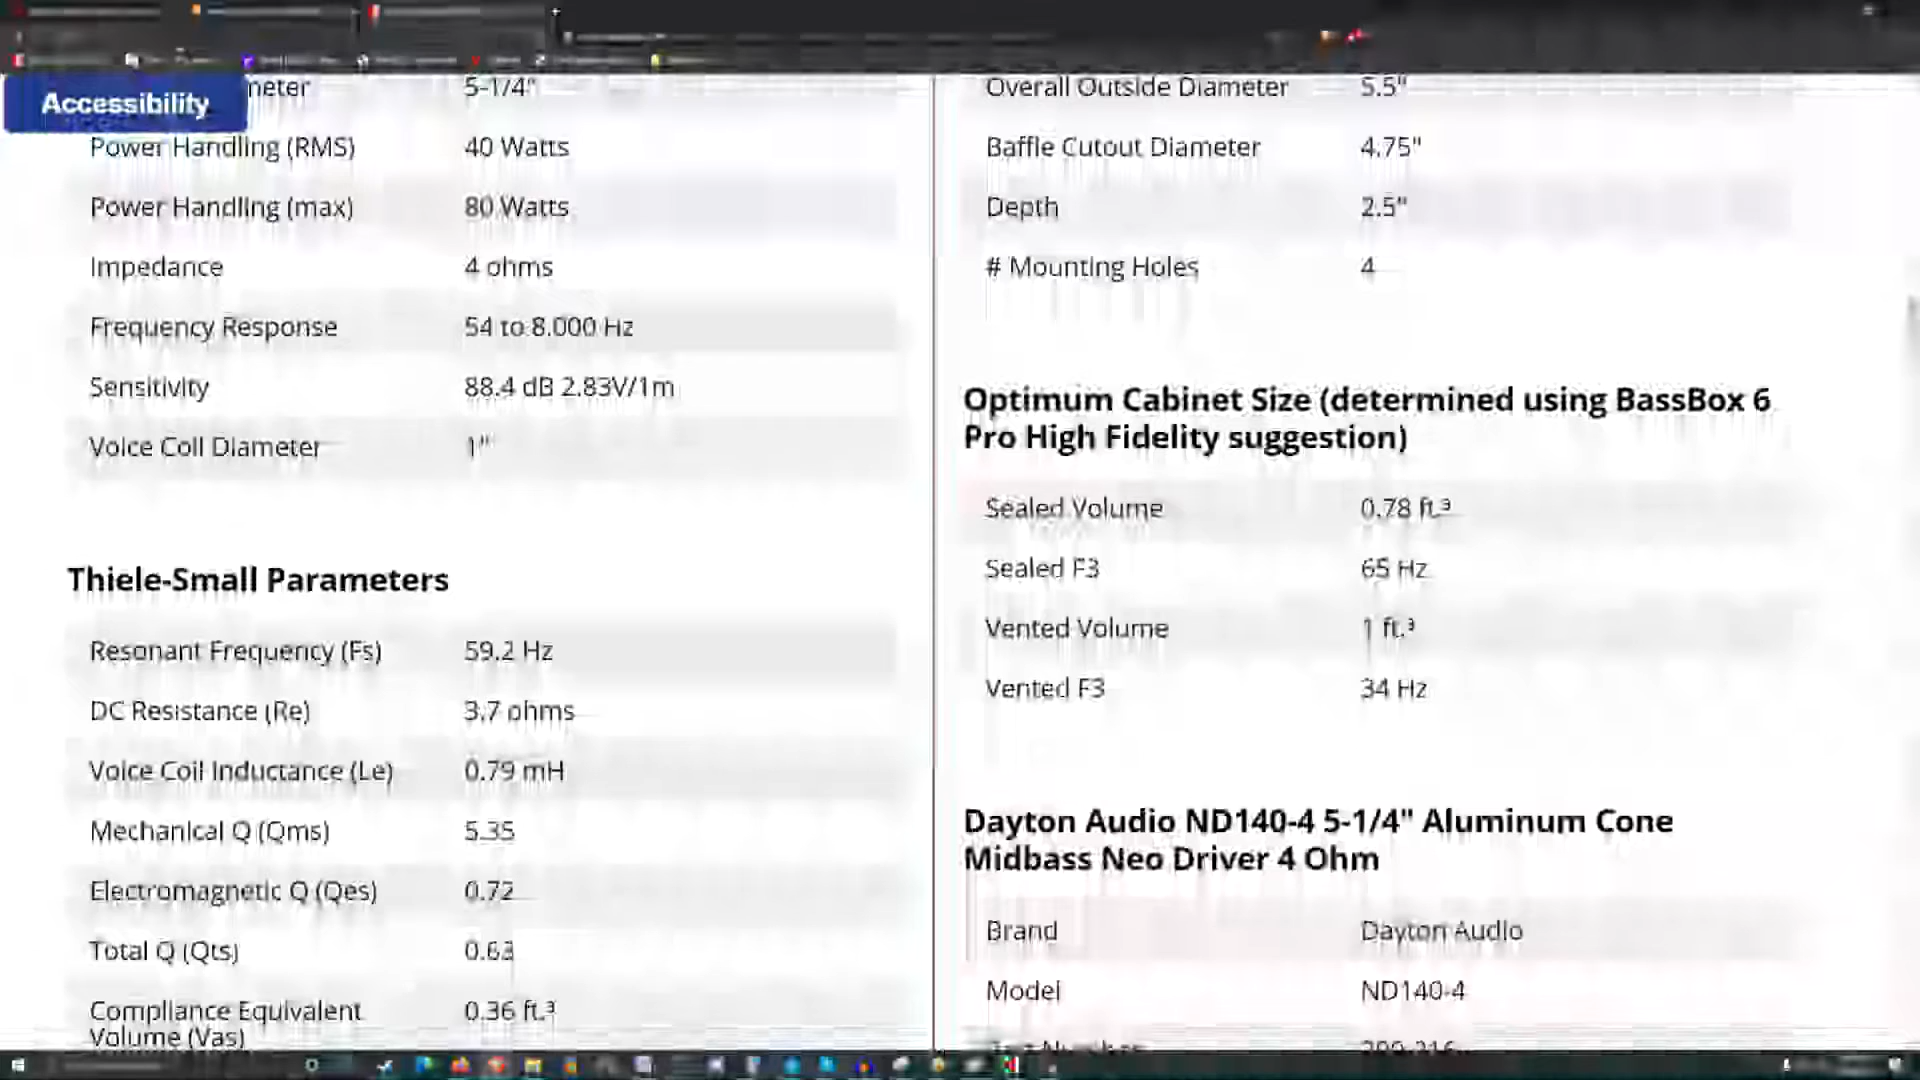 Accessibility
5-1/4"
Power Handling (RMS) 40 Watts
Power Handling (max) 80 Watts
Impedance 4 ohms
Frequency Response 54 to 8,000 Hz
Sensitivity 88.4 dB 2.83V/1m
Voice Coil Diameter 1"
Thiele-Small Parameters
Resonant Frequency (Fs) 59.2 Hz
DC Resistance (Re) 3.7 ohms
Voice Coil Inductance (Le) 0.79 mH
Mechanical Q (Qms) 5.35
Electromagnetic Q (Qes) 0.72
Total Q (Qts) 0.63
Compliance Equivalent 0.36 ft.³
Volume (Vas)
Overall Outside Diameter 5.5"
Baffle Cutout Diameter 4.75"
Depth 2.5"
# Mounting Holes 4
Optimum Cabinet Size (determined using BassBox 6
Pro High Fidelity suggestion)
Sealed Volume 0.78 ft.³
Sealed F3 65 Hz
Vented Volume 1 ft.³
Vented F3 34 Hz
Dayton Audio ND140-4 5-1/4" Aluminum Cone
Midbass Neo Driver 4 Ohm
Brand Dayton Audio
Model ND140-4